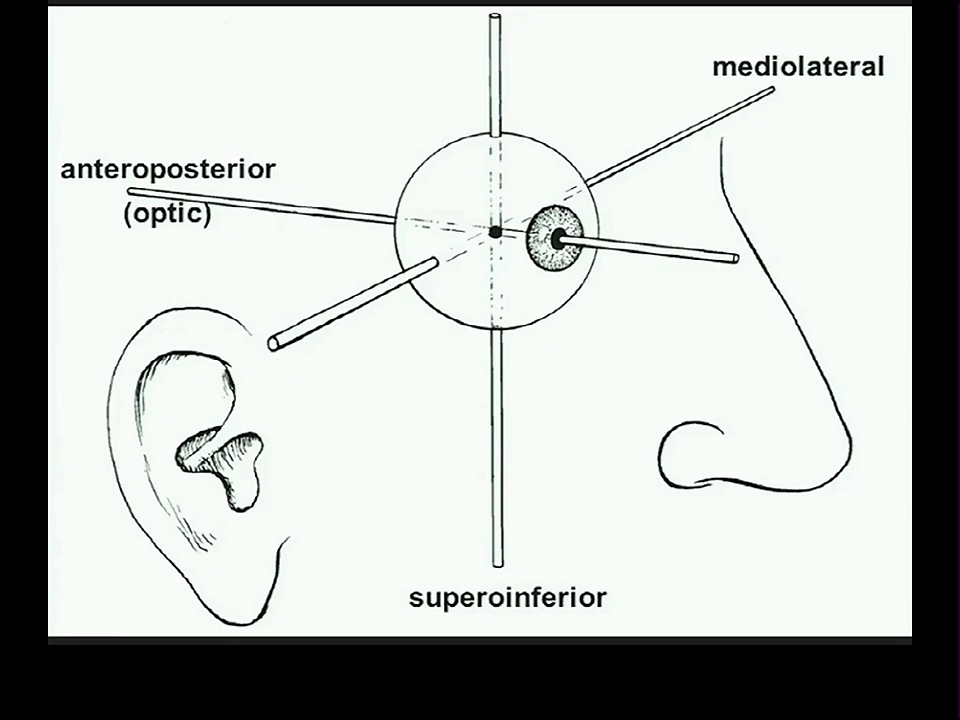 mediolateral
anteroposterior
(optic)
superoinferior